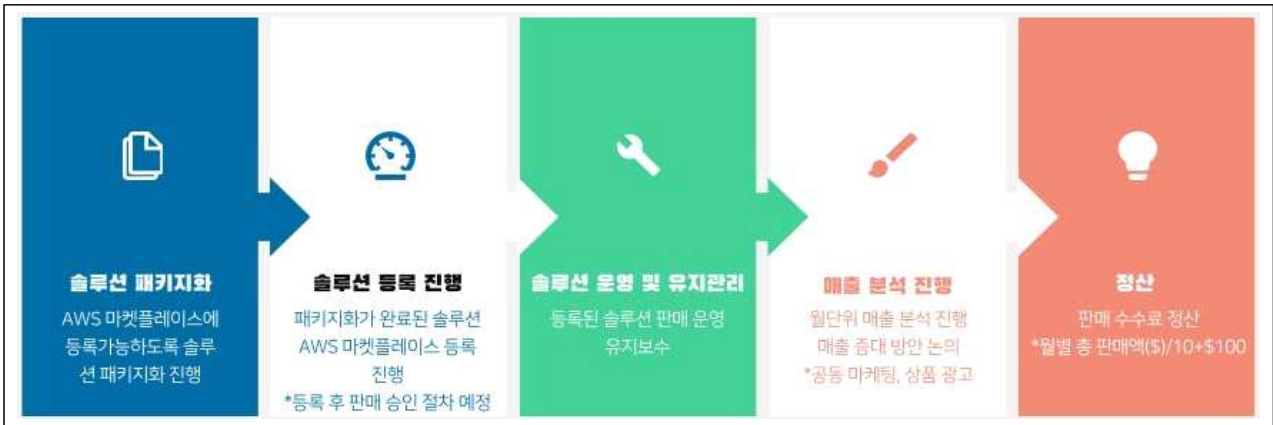 솔루션 패키지화
AWS 마켓플레이스에
등록가능하도록 솔루
션 패키지화 진행
솔루션 등록 진행
패키지화가 완료된 솔루션
AWS 마켓플레이스 등록
진행
*등록 후 판매 승인 절차 예정
솔루션 운영 및 유지관리
등록된 솔루션 판매 운영
유지보수
매출 분석 진행
월단위 매출 분석 진행
매출 증대 방안 논의
*공동 마케팅, 상품 광고
정산
판매 수수료 정산
*월별 총 판매액($)/10+$100